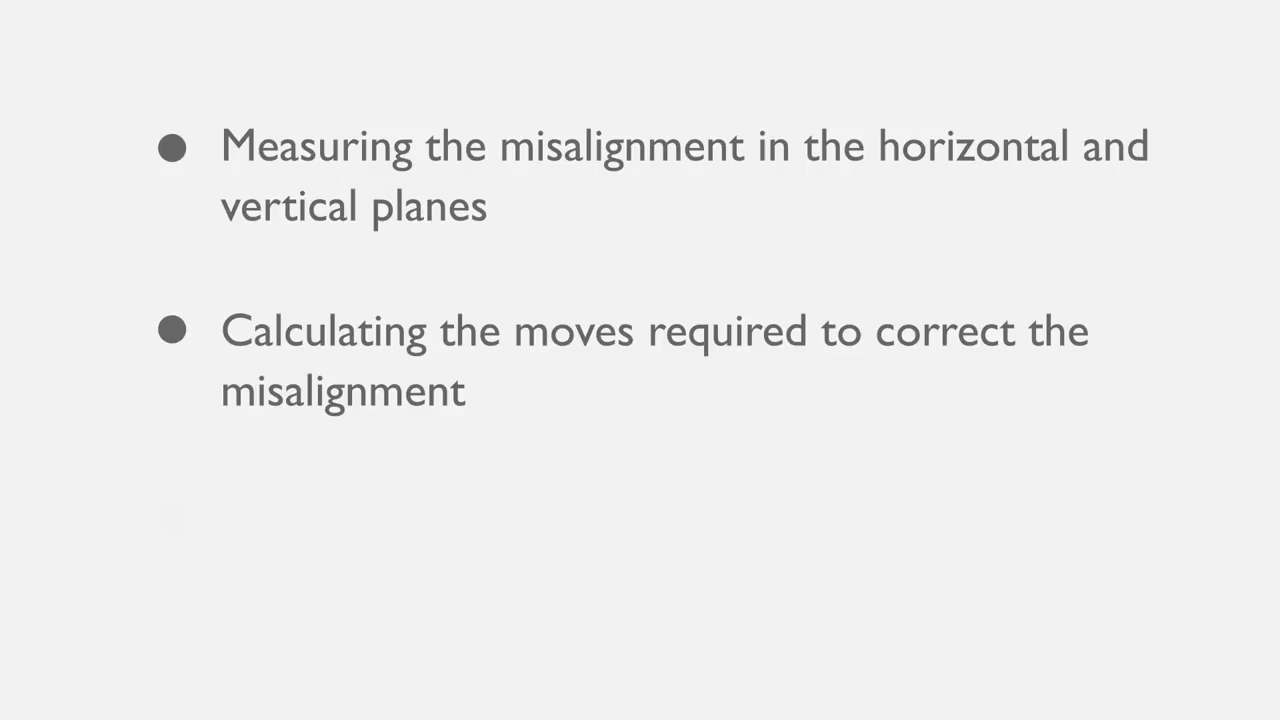 ● Measuring the misalignment in the horizontal and
vertical planes
● Calculating the moves required to correct the
misalignment